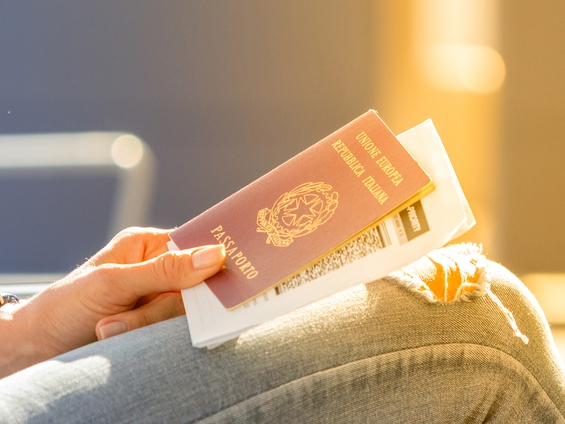 UNIONE EUROPEA
REPUBBLICA ITALIANA
PASSAPORTO